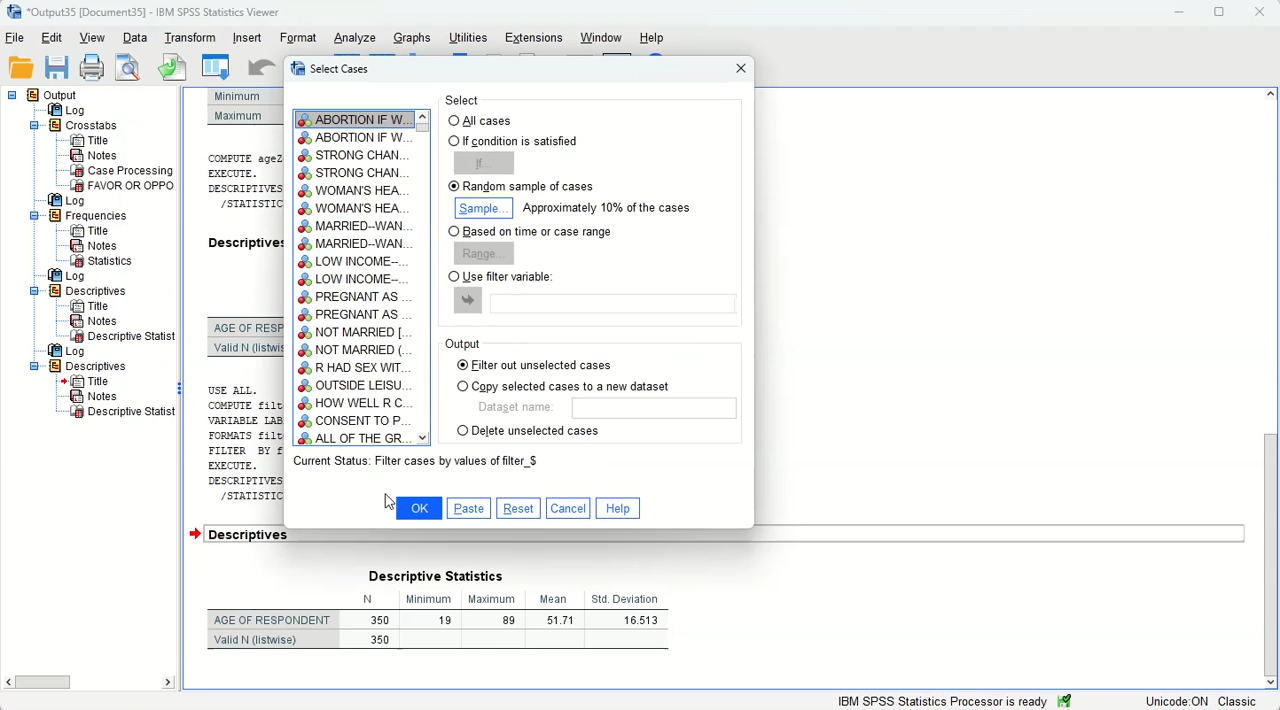 *Output35 [Document35] - IBM SPSS Statistics Viewer
File Edit View Data Transform Insert Format Analyze Graphs Utilities Extensions Window Help
Output
Log
Crosstabs
Title
Notes
Case Processing
FAVOR OR OPPO
Log
Frequencies
Title
Notes
Statistics
Log
Descriptives
Title
Notes
Descriptive Statist
Log
Descriptives
Title
Notes
Descriptive Statist
Minimum
Maximum
COMPUTE ageZ
EXECUTE.
DESCRIPTIVES
/STATISTIC
Descriptives
AGE OF RESP
Valid N (listwis
USE ALL.
COMPUTE filt
VARIABLE LAB
FORMATS filt
FILTER BY f
EXECUTE.
DESCRIPTIVES
/STATISTIC
Select Cases
ABORTION IF W...
ABORTION IF W...
STRONG CHAN...
STRONG CHAN...
WOMAN'S HEA...
WOMAN'S HEA...
MARRIED--WAN...
MARRIED--WAN...
LOW INCOME--...
LOW INCOME--...
PREGNANT AS ...
PREGNANT AS ...
NOT MARRIED [...
NOT MARRIED (...
R HAD SEX WIT...
OUTSIDE LEISU...
HOW WELL R C...
CONSENT TO P...
ALL OF THE GR...
Select
All cases
If condition is satisfied
If...
Random sample of cases
Sample... Approximately 10% of the cases
Based on time or case range
Range...
Use filter variable:
Output
Filter out unselected cases
Copy selected cases to a new dataset
Dataset name:
Delete unselected cases
Current Status: Filter cases by values of filter_$
OK Paste Reset Cancel Help
Descriptives
Descriptive Statistics
N Minimum Maximum Mean Std. Deviation
AGE OF RESPONDENT 350 19 89 51.71 16.513
Valid N (listwise) 350
IBM SPSS Statistics Processor is ready Unicode:ON Classic